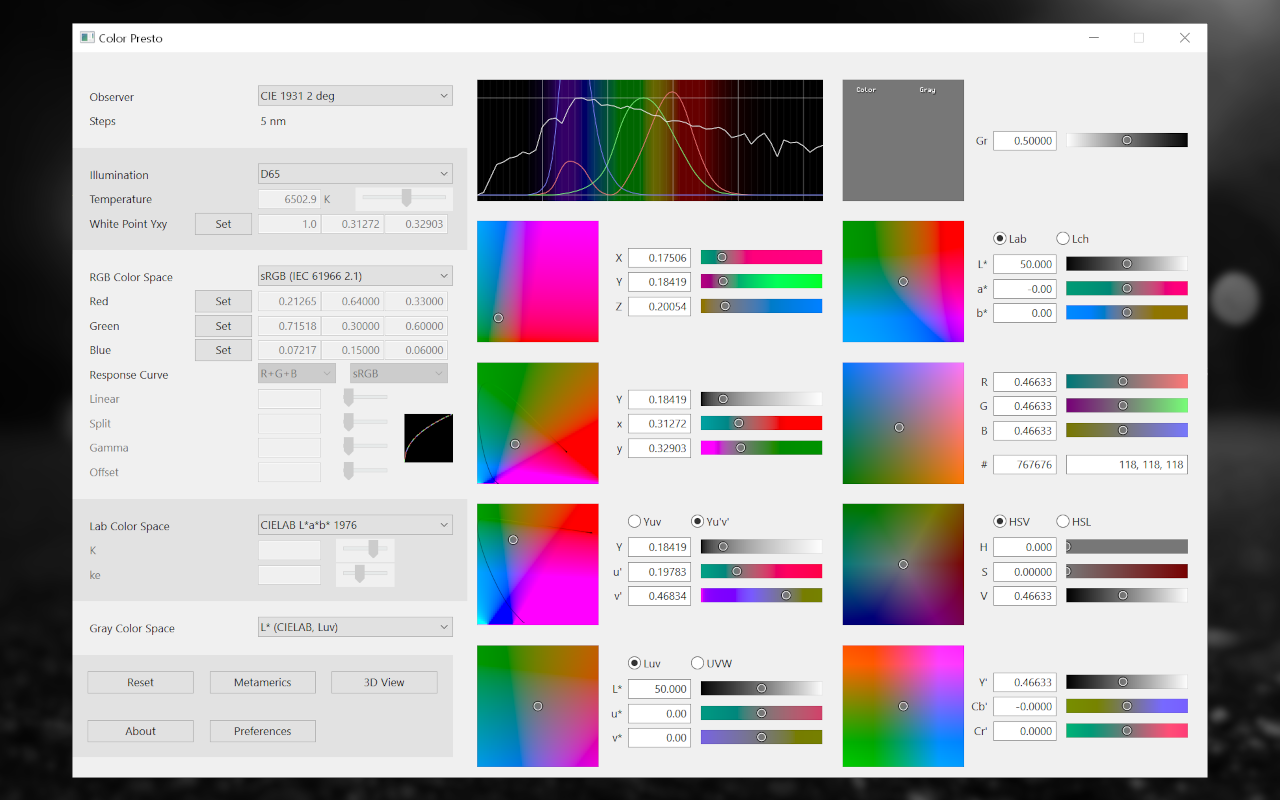 Color Presto
Observer
CIE 1931 2 deg
Steps
5 nm
Illumination
D65
Temperature
6502.9 K
White Point Yxy
Set
1.0 0.31272 0.32903
RGB Color Space
sRGB (IEC 61966 2.1)
Red
Set
0.21265 0.64000 0.33000
Green
Set
0.71518 0.30000 0.60000
Blue
Set
0.07217 0.15000 0.06000
Response Curve
R+G+B
sRGB
Linear
Split
Gamma
Offset
Lab Color Space
CIELAB L*a*b* 1976
K
ke
Gray Color Space
L* (CIELAB, Luv)
Reset
Metamerics
3D View
About
Preferences
X 0.17506
Y 0.18419
Z 0.20054
Y 0.18419
x 0.31272
y 0.32903
Yuv
Yu'v'
Y 0.18419
u' 0.19783
v' 0.46834
Luv
UVW
L* 50.000
u* 0.00
v* 0.00
Color
Gray
Gr 0.50000
Lab
Lch
L* 50.000
a* -0.00
b* 0.00
R 0.46633
G 0.46633
B 0.46633
# 767676
118, 118, 118
HSV
HSL
H 0.000
S 0.00000
V 0.46633
Y' 0.46633
Cb' -0.0000
Cr' 0.0000